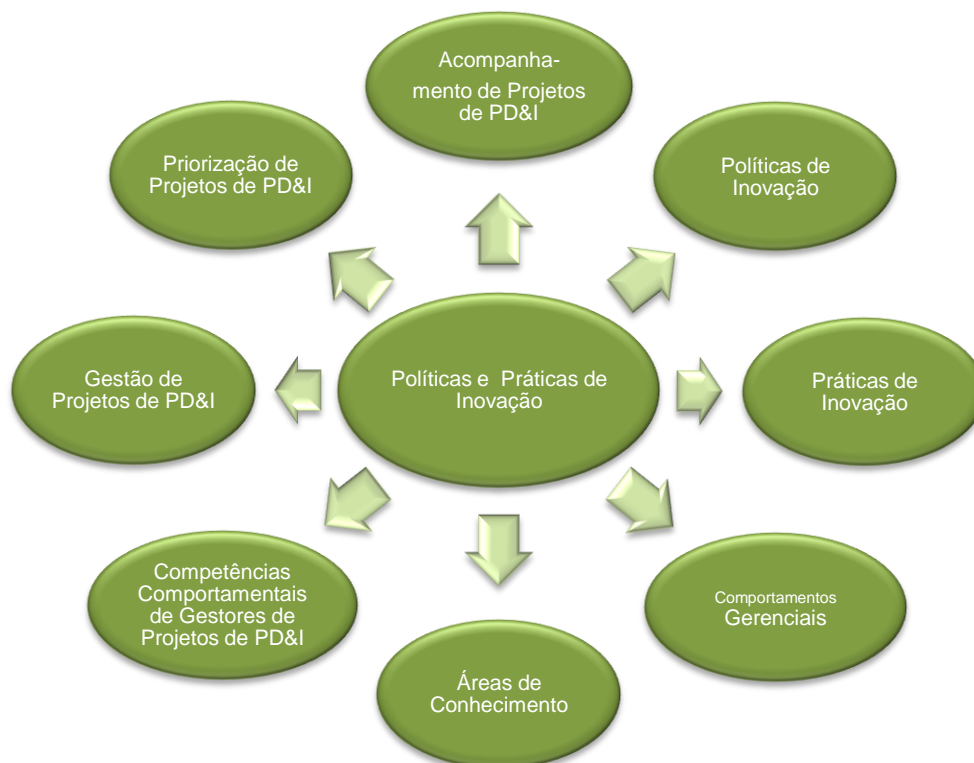 Acompanha-
mento de Projetos
de PD&I
Priorização de
Projetos de PD&I
Políticas de
Inovação
Gestão de
Projetos de PD&I
Políticas e  Práticas de
Inovação
Práticas de
Inovação
Competências
Comportamentais
de Gestores de
Projetos de PD&I
Comportamentos
Gerenciais
Áreas de
Conhecimento